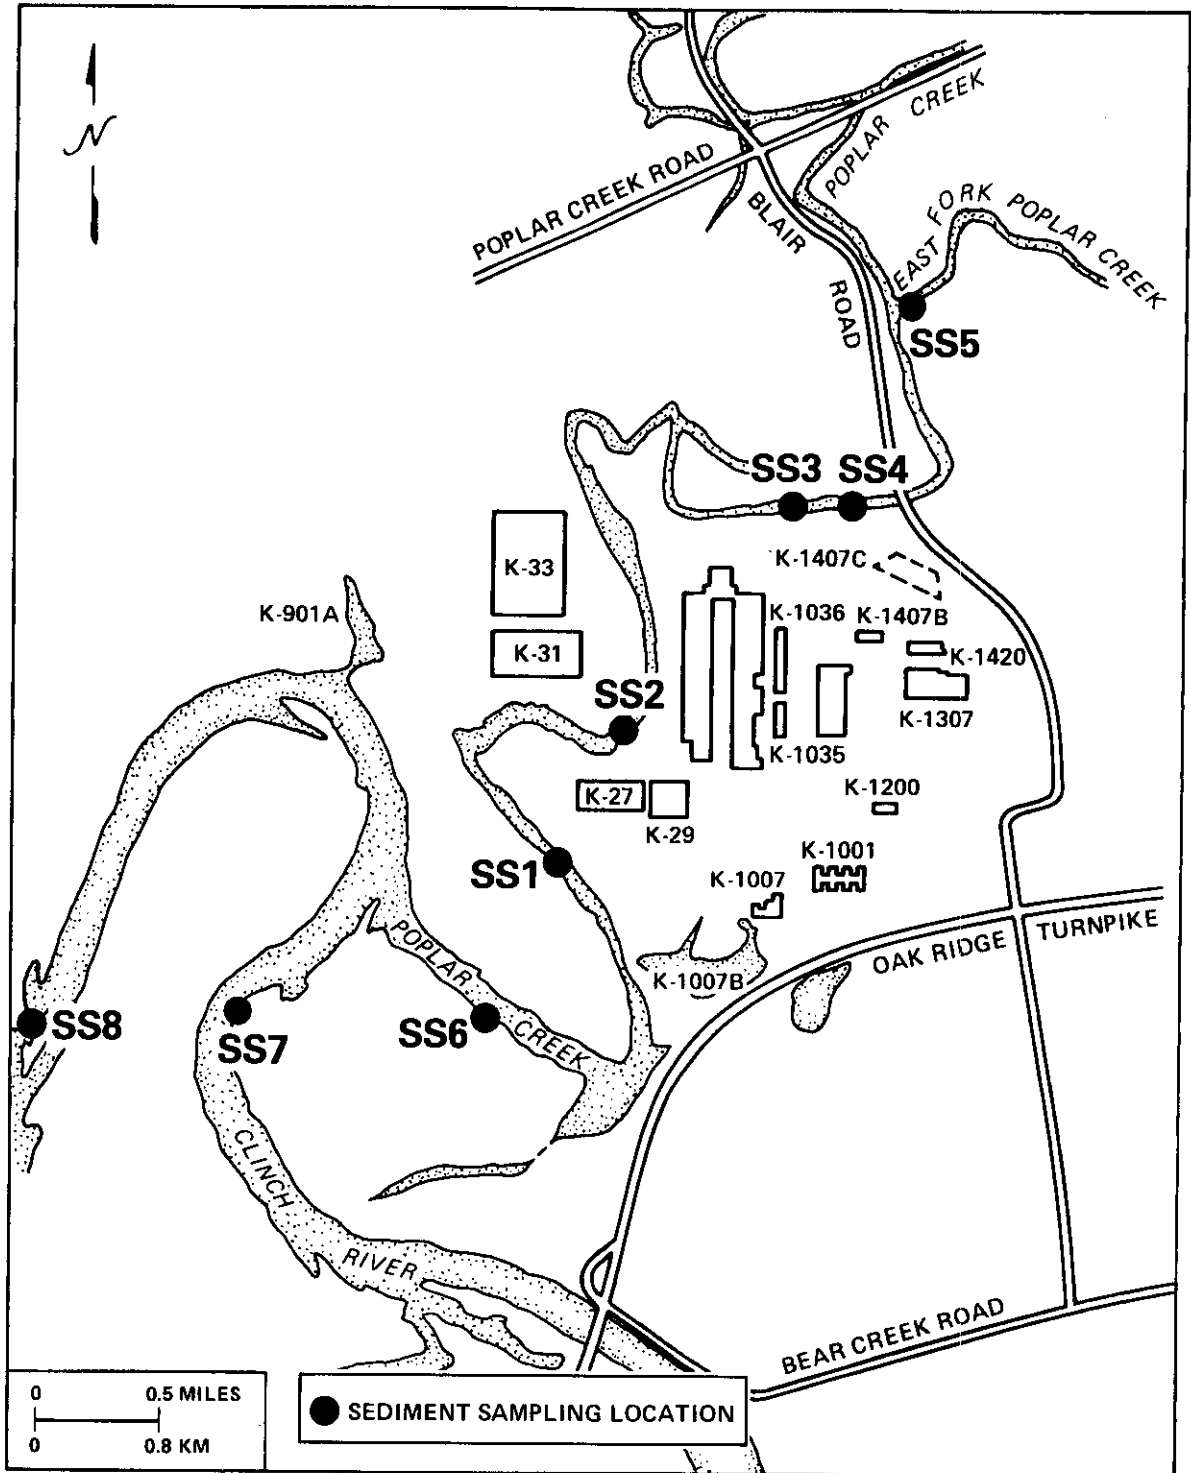 N
POPLAR CREEK ROAD
CREEK
POPLAR
BLAIR
ROAD
EAST FORK POPLAR CREEK
SS5
SS3
SS4
K-33
K-1407C
K-901A
K-1036
K-1407B
K-31
K-1420
SS2
K-1307
K-1035
K-27
K-1200
K-29
K-1001
SS1
K-1007
POPLAR
CREEK
K-1007B
OAK RIDGE
TURNPIKE
SS8
SS7
SS6
CLINCH
RIVER
BEAR CREEK ROAD
0 0.5 MILES
0 0.8 KM
SEDIMENT SAMPLING LOCATION